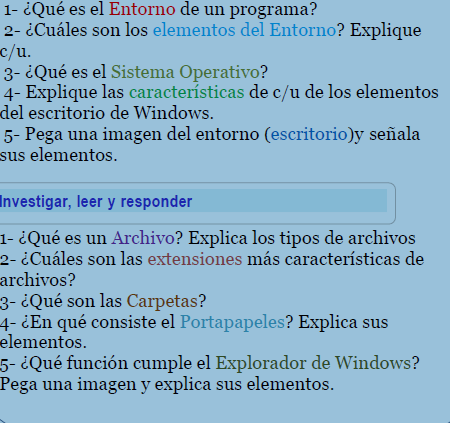 1- ¿Qué es el Entorno de un programa?
2- ¿Cuáles son los elementos del Entorno? Explique
c/u.
3- ¿Qué es el Sistema Operativo?
4- Explique las características de c/u de los elementos
del escritorio de Windows.
5- Pega una imagen del entorno (escritorio)y señala
sus elementos.
Investigar, leer y responder
1- ¿Qué es un Archivo? Explica los tipos de archivos
2- ¿Cuáles son las extensiones más características de
archivos?
3- ¿Qué son las Carpetas?
4- ¿En qué consiste el Portapapeles? Explica sus
elementos.
5- ¿Qué función cumple el Explorador de Windows?
Pega una imagen y explica sus elementos.